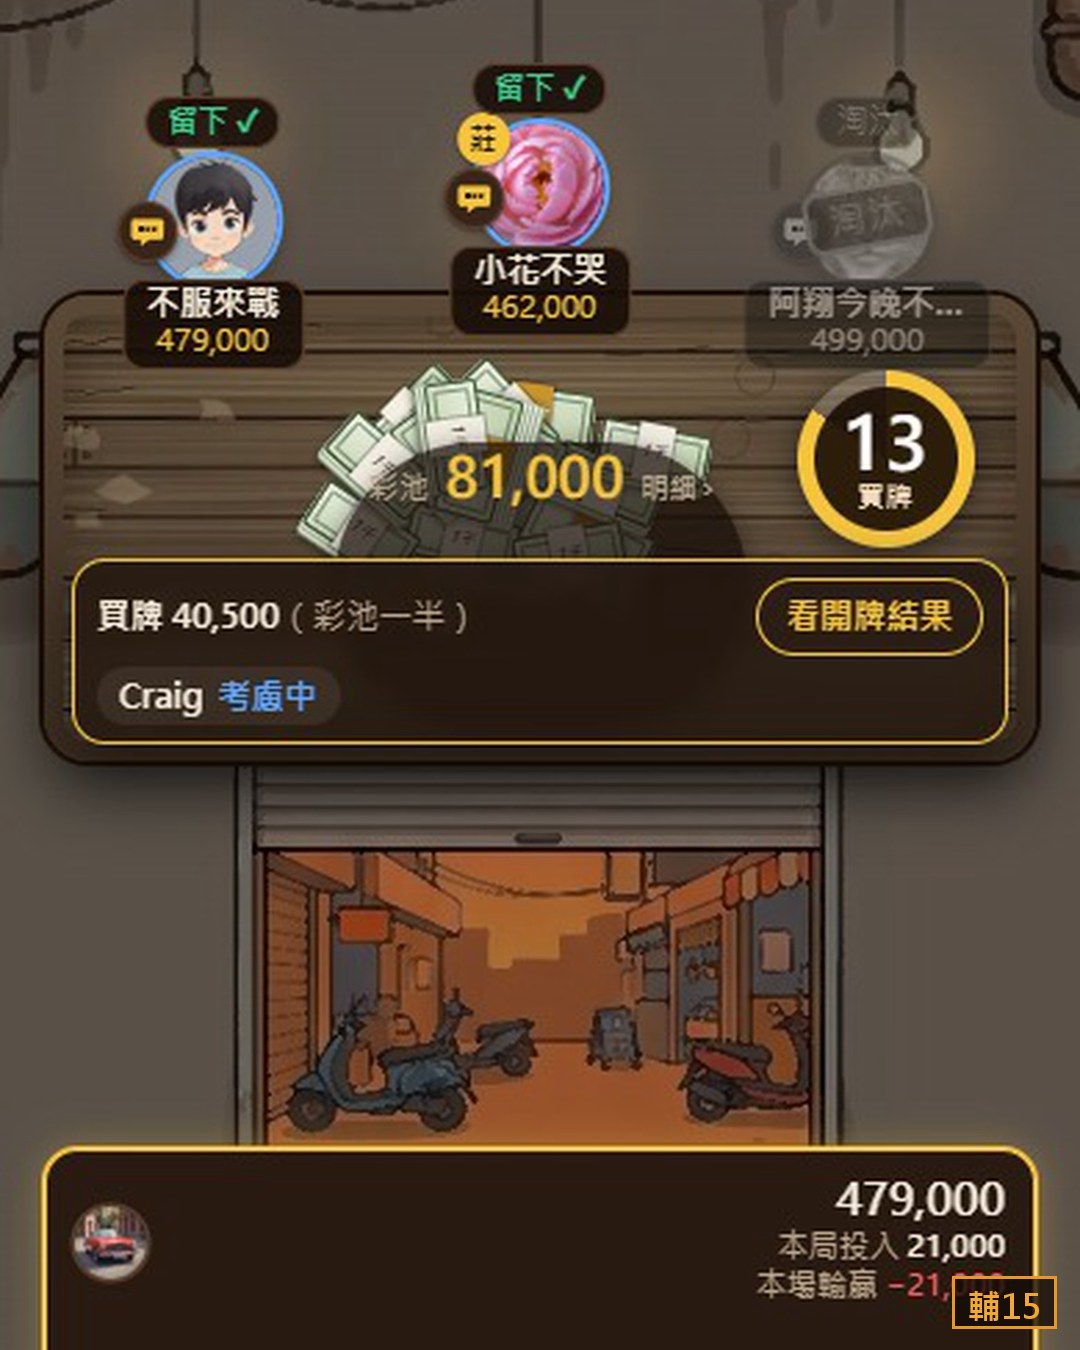 留下✓
留下✓
淘汰
莊
淘汰
不服來戰
479,000
小花不哭
462,000
阿翔今晚不...
499,000
彩池 81,000 明細 ›
13
買牌
買牌 40,500 ( 彩池一半 )
看開牌結果
Craig 考慮中
479,000
本局投入 21,000
本場輸贏 −21,000
輔15